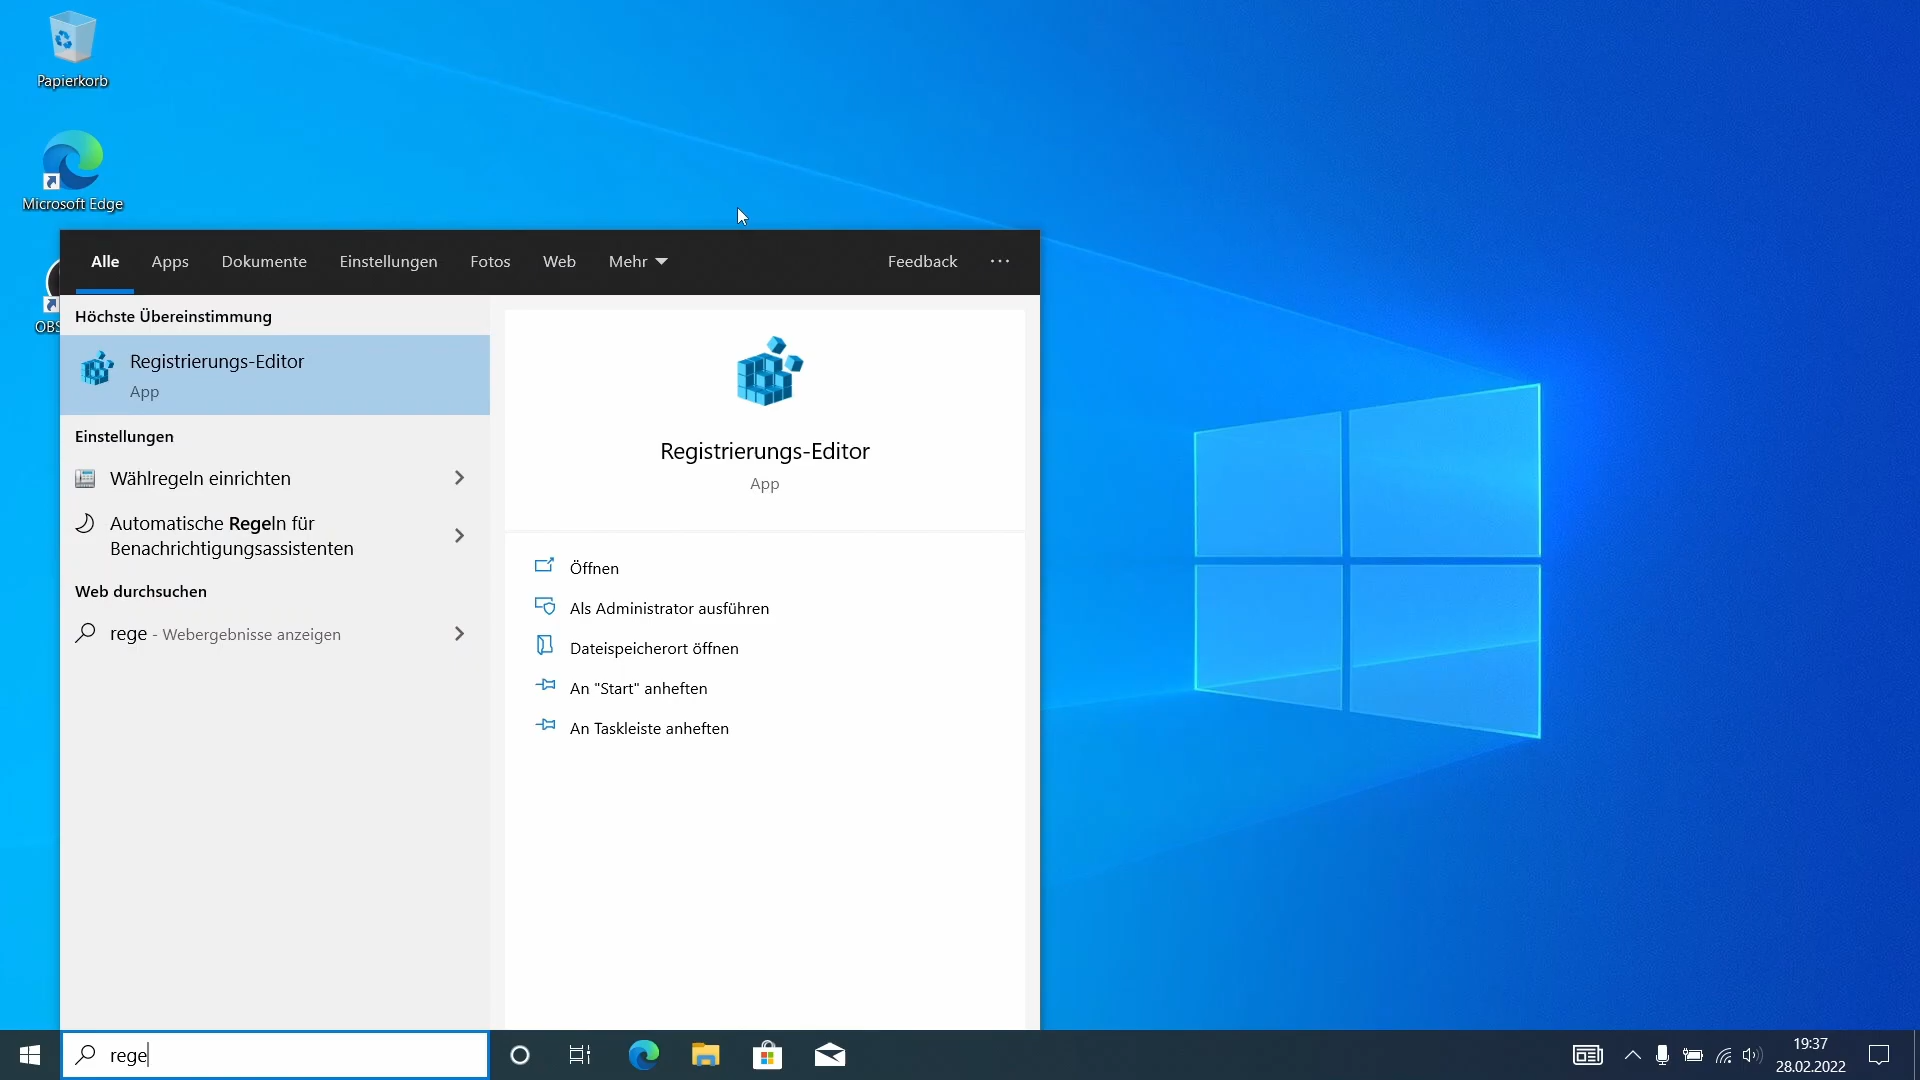 Papierkorb
Microsoft Edge
OBS
Alle Apps Dokumente Einstellungen Fotos Web Mehr Feedback ...
Höchste Übereinstimmung
Registrierungs-Editor
App
Einstellungen
Wählregeln einrichten
Automatische Regeln für
Benachrichtigungsassistenten
Web durchsuchen
rege - Webergebnisse anzeigen
Registrierungs-Editor
App
Öffnen
Als Administrator ausführen
Dateispeicherort öffnen
An "Start" anheften
An Taskleiste anheften
rege
19:37
28.02.2022